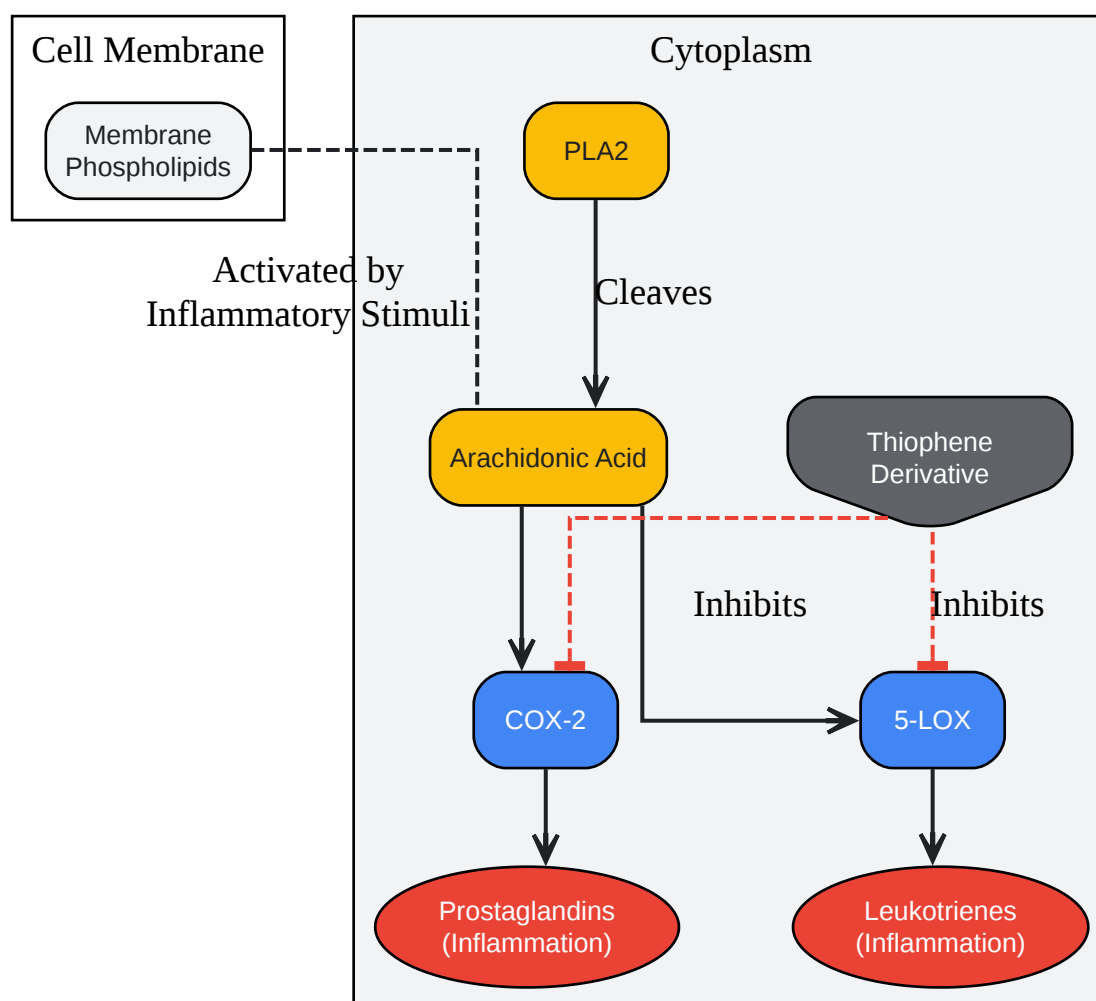 Cell Membrane
Cytoplasm
Membrane
Phospholipids
PLA2
Activated by
Inflammatory Stimuli
Cleaves
Arachidonic Acid
Thiophene
Derivative
Inhibits
Inhibits
COX-2
5-LOX
Prostaglandins
(Inflammation)
Leukotrienes
(Inflammation)